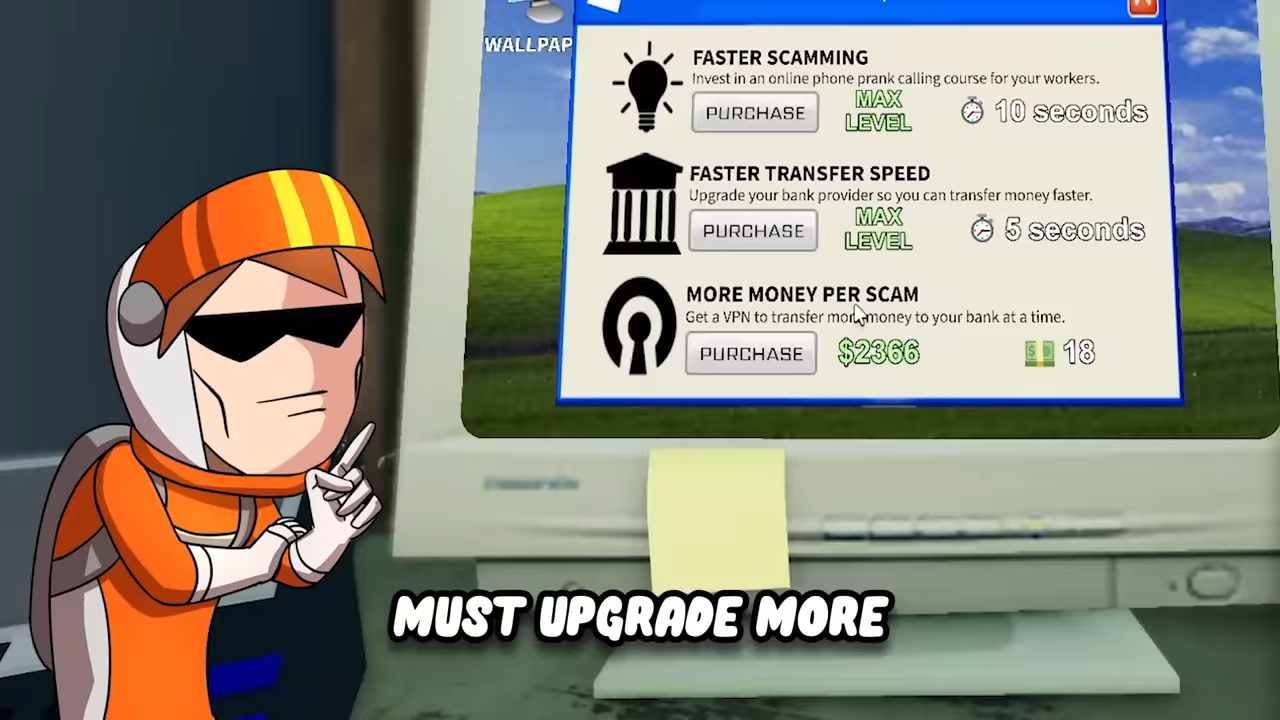 WALLPAP
FASTER SCAMMING
Invest in an online phone prank calling course for your workers.
PURCHASE
MAX
LEVEL
10 seconds
FASTER TRANSFER SPEED
Upgrade your bank provider so you can transfer money faster.
PURCHASE
MAX
LEVEL
5 seconds
MORE MONEY PER SCAM
Get a VPN to transfer more money to your bank at a time.
PURCHASE
$2366
18
MUST UPGRADE MORE